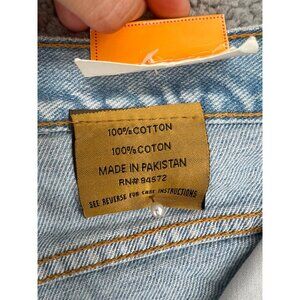 100%COTTON
100%COTON
MADE IN PAKISTAN
RN# 94572
SEE REVERSE FOR CARE INSTRUCTIONS